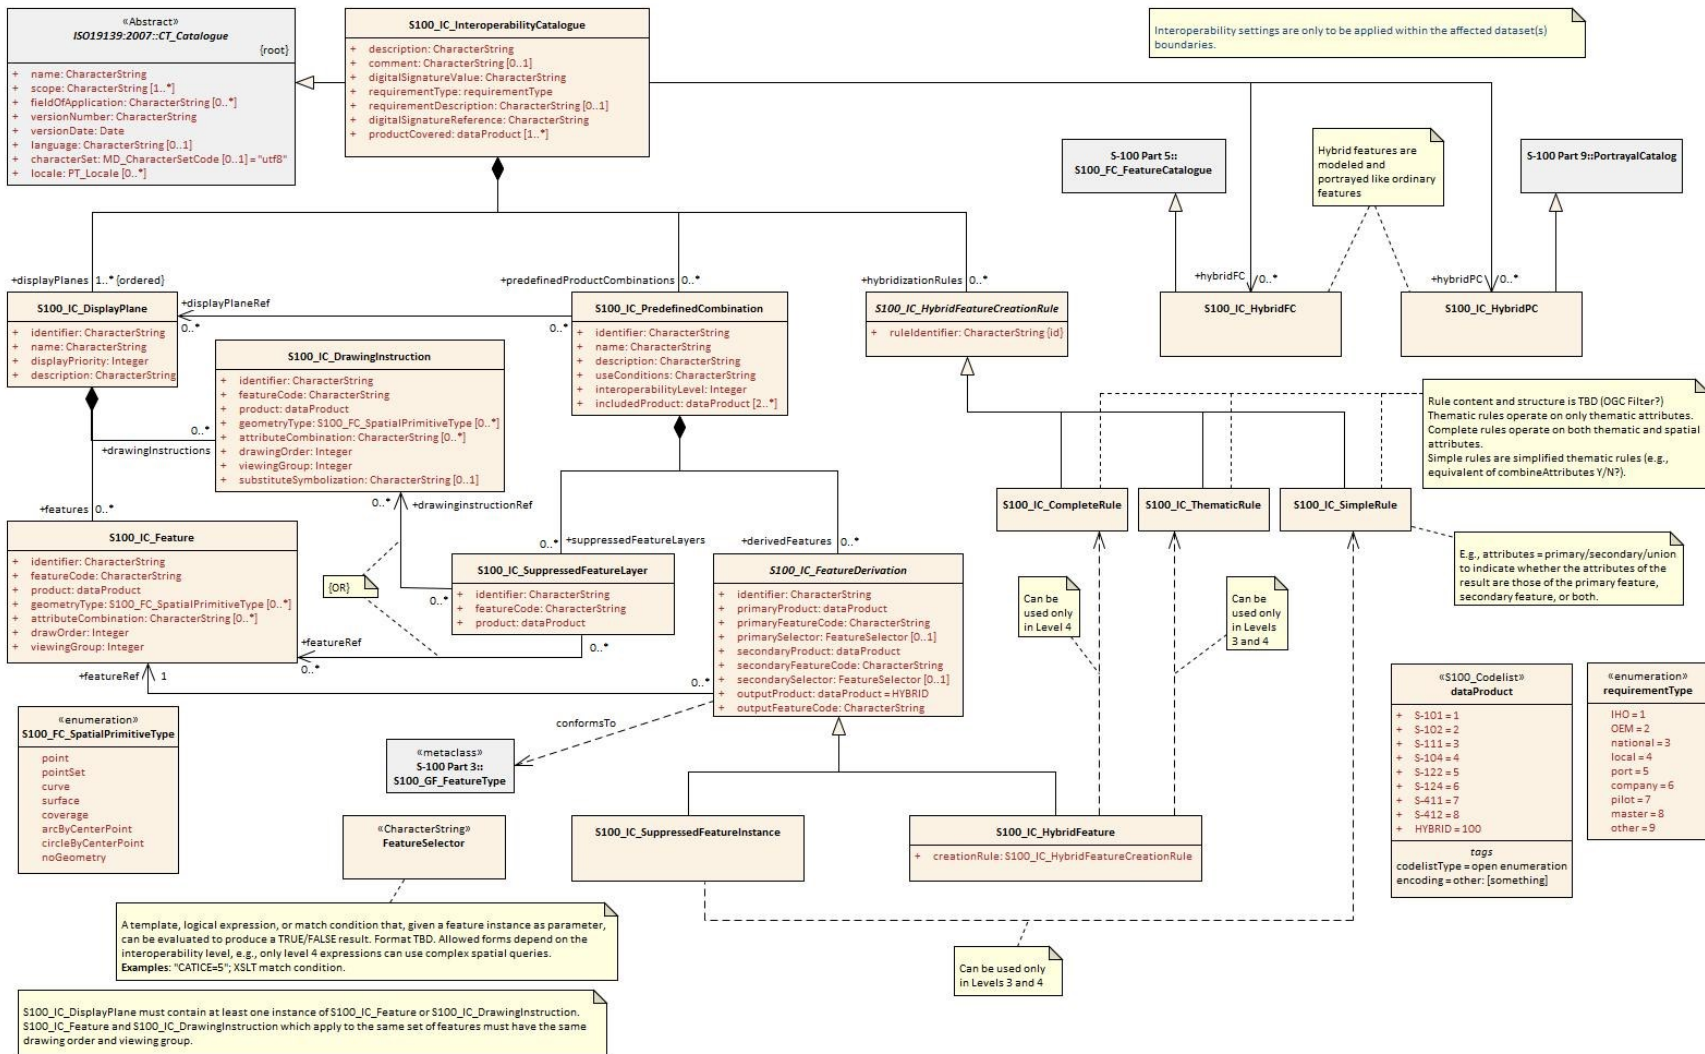 «Abstract»
ISO19139:2007::CT_Catalogue
{root}
+ name: CharacterString
+ scope: CharacterString [1..*]
+ fieldOfApplication: CharacterString [0..*]
+ versionNumber: CharacterString
+ versionDate: Date
+ language: CharacterString [0..1]
+ characterSet: MD_CharacterSetCode [0..1] = "utf8"
+ locale: PT_Locale [0..*]
S100_IC_InteroperabilityCatalogue
+ description: CharacterString
+ comment: CharacterString [0..1]
+ digitalSignatureValue: CharacterString
+ requirementType: requirementType
+ requirementDescription: CharacterString [0..1]
+ digitalSignatureReference: CharacterString
+ productCovered: dataProduct [1..*]
Interoperability settings are only to be applied within the affected dataset(s)
boundaries.
S-100 Part 5::
S100_FC_FeatureCatalogue
Hybrid features are
modeled and
portrayed like ordinary
features
S-100 Part 9::PortrayalCatalog
+displayPlanes 1..* {ordered}
+predefinedProductCombinations 0..*
+hybridizationRules 0..*
+hybridFC 0..*
+hybridPC 0..*
S100_IC_DisplayPlane
+ identifier: CharacterString
+ name: CharacterString
+ displayPriority: Integer
+ description: CharacterString
+displayPlaneRef
0..*
0..*
S100_IC_PredefinedCombination
+ identifier: CharacterString
+ name: CharacterString
+ description: CharacterString
+ useConditions: CharacterString
+ interoperabilityLevel: Integer
+ includedProduct: dataProduct [2..*]
S100_IC_HybridFeatureCreationRule
+ ruleIdentifier: CharacterString {id}
S100_IC_HybridFC
S100_IC_HybridPC
S100_IC_DrawingInstruction
+ identifier: CharacterString
+ featureCode: CharacterString
+ product: dataProduct
+ geometryType: S100_FC_SpatialPrimitiveType [0..*]
+ attributeCombination: CharacterString [0..*]
+ drawingOrder: Integer
+ viewingGroup: Integer
+ substituteSymbolization: CharacterString [0..1]
0..*
+drawingInstructions
Rule content and structure is TBD (OGC Filter?)
Thematic rules operate on only thematic attributes.
Complete rules operate on both thematic and spatial
attributes.
Simple rules are simplified thematic rules (e.g.,
equivalent of combineAttributes Y/N?).
+features 0..*
0..* +drawinginstructionRef
S100_IC_CompleteRule
S100_IC_ThematicRule
S100_IC_SimpleRule
S100_IC_Feature
+ identifier: CharacterString
+ featureCode: CharacterString
+ product: dataProduct
+ geometryType: S100_FC_SpatialPrimitiveType [0..*]
+ attributeCombination: CharacterString [0..*]
+ drawOrder: Integer
+ viewingGroup: Integer
0..* +suppressedFeatureLayers
+derivedFeatures 0..*
{OR}
0..*
S100_IC_SuppressedFeatureLayer
+ identifier: CharacterString
+ featureCode: CharacterString
+ product: dataProduct
S100_IC_FeatureDerivation
+ identifier: CharacterString
+ primaryProduct: dataProduct
+ primaryFeatureCode: CharacterString
+ primarySelector: FeatureSelector [0..1]
+ secondaryProduct: dataProduct
+ secondaryFeatureCode: CharacterString
+ secondarySelector: FeatureSelector [0..1]
+ outputProduct: dataProduct = HYBRID
+ outputFeatureCode: CharacterString
E.g., attributes = primary/secondary/union
to indicate whether the attributes of the
result are those of the primary feature,
secondary feature, or both.
Can be
used only
in Level 4
Can be
used only
in Levels
3 and 4
+featureRef
0..*
0..*
+featureRef 1
0..*
conformsTo
«enumeration»
S100_FC_SpatialPrimitiveType
point
pointSet
curve
surface
coverage
arcByCenterPoint
circleByCenterPoint
noGeometry
«metaclass»
S-100 Part 3::
S100_GF_FeatureType
«S100_Codelist»
dataProduct
+ S-101 = 1
+ S-102 = 2
+ S-111 = 3
+ S-104 = 4
+ S-122 = 5
+ S-124 = 6
+ S-411 = 7
+ S-412 = 8
+ HYBRID = 100
tags
codelistType = open enumeration
encoding = other: [something]
«enumeration»
requirementType
IHO = 1
OEM = 2
national = 3
local = 4
port = 5
company = 6
pilot = 7
master = 8
other = 9
«CharacterString»
FeatureSelector
S100_IC_SuppressedFeatureInstance
S100_IC_HybridFeature
+ creationRule: S100_IC_HybridFeatureCreationRule
A template, logical expression, or match condition that, given a feature instance as parameter,
can be evaluated to produce a TRUE/FALSE result. Format TBD. Allowed forms depend on the
interoperability level, e.g., only level 4 expressions can use complex spatial queries.
Examples: "CATICE=5"; XSLT match condition.
Can be used only
in Levels 3 and 4
S100_IC_DisplayPlane must contain at least one instance of S100_IC_Feature or S100_IC_DrawingInstruction.
S100_IC_Feature and S100_IC_DrawingInstruction which apply to the same set of features must have the same
drawing order and viewing group.